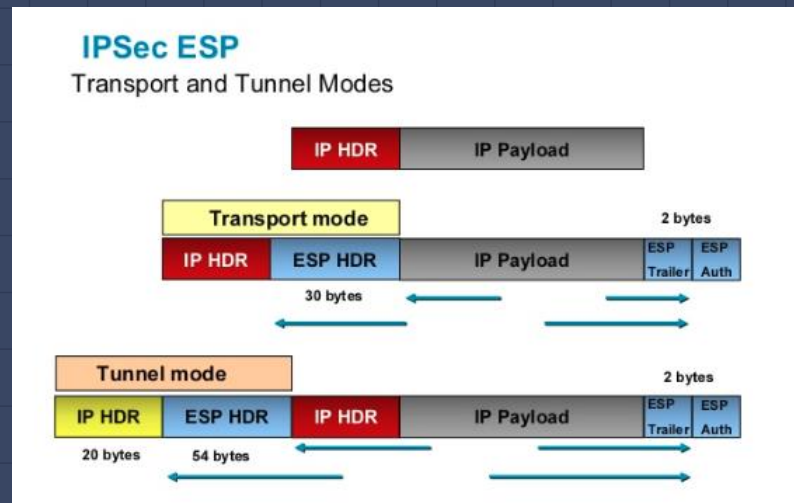 IPSec ESP
Transport and Tunnel Modes
IP HDR IP Payload
Transport mode 2 bytes
IP HDR ESP HDR IP Payload ESP Trailer ESP Auth
30 bytes
Tunnel mode 2 bytes
IP HDR ESP HDR IP HDR IP Payload ESP Trailer ESP Auth
20 bytes 54 bytes